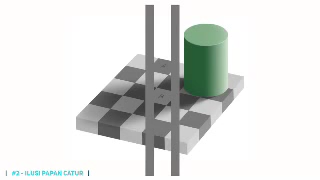 | #2 - ILUSI PAPAN CATUR |